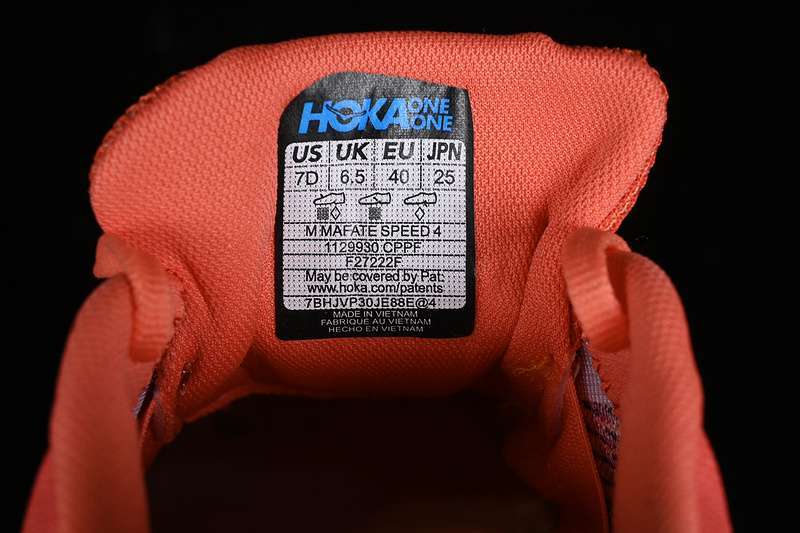 HOKA ONE ONE
US UK EU JPN
7D 6.5 40 25
M MAFATE SPEED 4
1129930 CPPF
F27222F
May be covered by Pat.
www.hoka.com/patents
7BHJVP30JE88E@4
MADE IN VIETNAM
FABRIQUÉ AU VIETNAM
HECHO EN VIETNAM